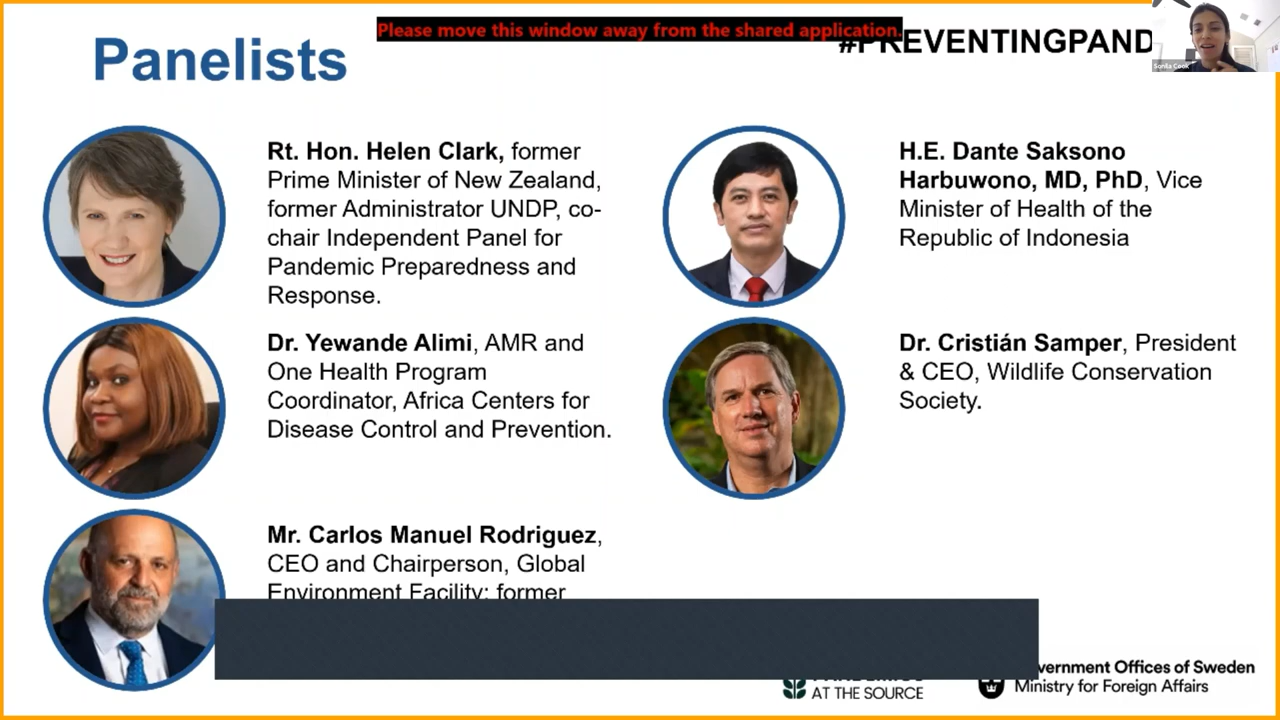 Please move this window away from the shared application.
Panelists
#PREVENTINGPAND
Sonila Cook
Rt. Hon. Helen Clark, former
Prime Minister of New Zealand,
former Administrator UNDP, co-
chair Independent Panel for
Pandemic Preparedness and
Response.
H.E. Dante Saksono
Harbuwono, MD, PhD, Vice
Minister of Health of the
Republic of Indonesia
Dr. Yewande Alimi, AMR and
One Health Program
Coordinator, Africa Centers for
Disease Control and Prevention.
Dr. Cristián Samper, President
& CEO, Wildlife Conservation
Society.
Mr. Carlos Manuel Rodriguez,
CEO and Chairperson, Global
Environment Facility; former
AT THE SOURCE
vernment Offices of Sweden
Ministry for Foreign Affairs